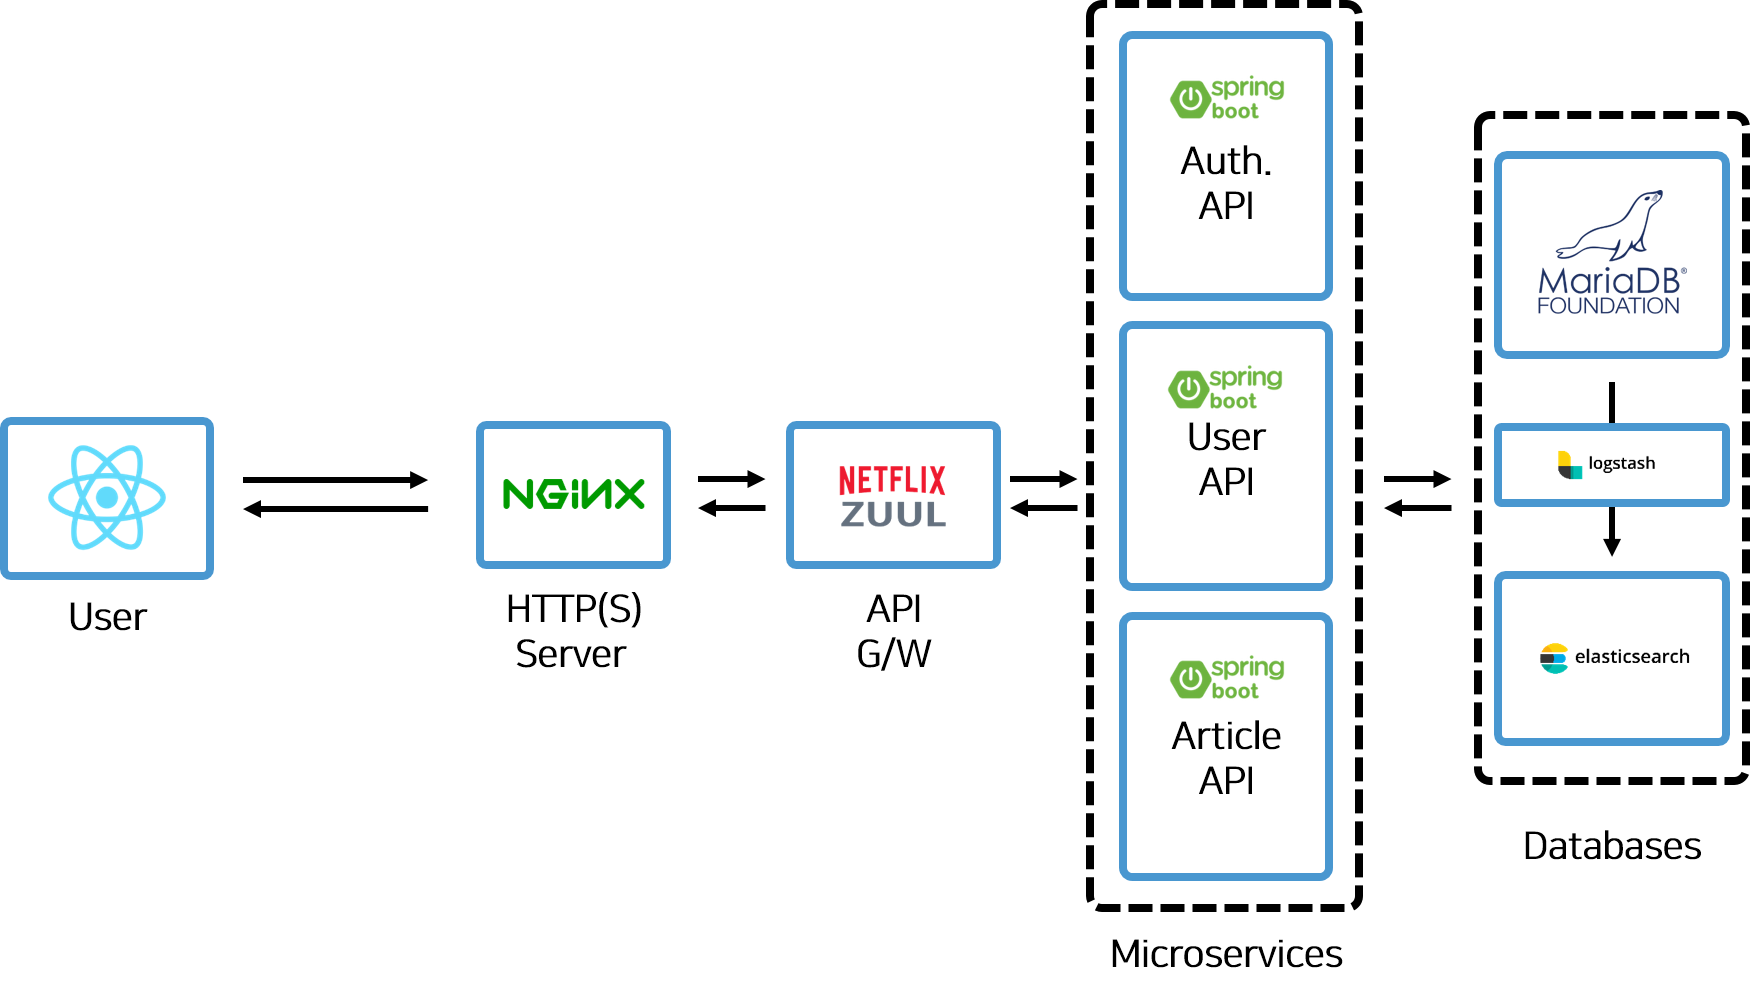 User
NGiNX
HTTP(S)
Server
NETFLIX
ZUUL
API
G/W
spring
boot
Auth.
API
spring
boot
User
API
spring
boot
Article
API
Microservices
MariaDB®
FOUNDATION
logstash
elasticsearch
Databases